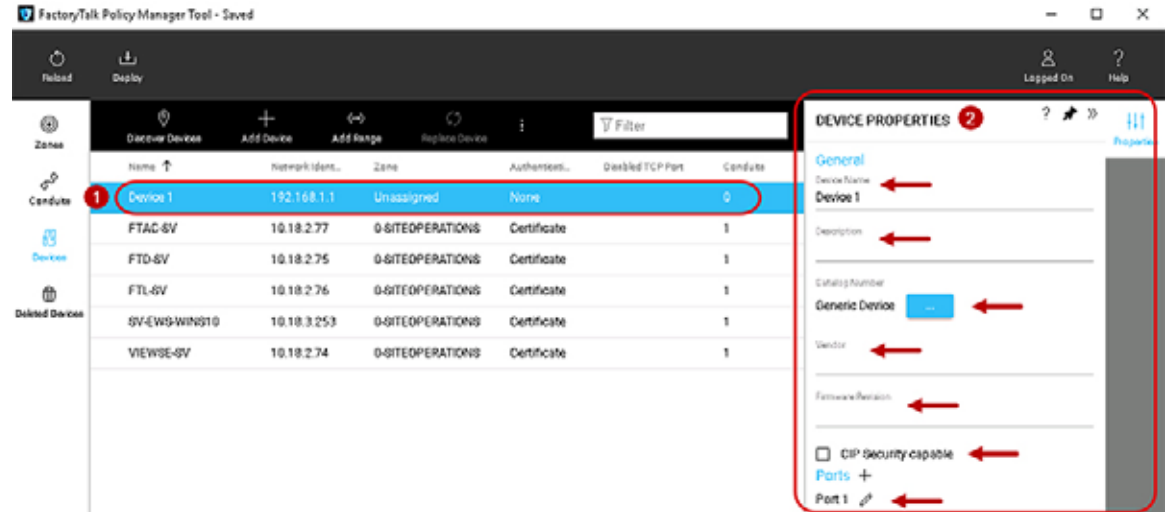 FactoryTalk Policy Manager Tool - Saved
Reload
Deploy
Logged On
Help
Zones
Conduits
Devices
Deleted Devices
Discover Devices
Add Device
Add Range
Replace Device
Filter
Name ↑ Network Ident... Zone Authenticati... Disabled TCP Port Conduits
1
Device 1 192.168.1.1 Unassigned None 0
FTAC-SV 10.18.2.77 0-SITEOPERATIONS Certificate 1
FTD-SV 10.18.2.75 0-SITEOPERATIONS Certificate 1
FTL-SV 10.18.2.76 0-SITEOPERATIONS Certificate 1
SV-EWS-WINS10 10.18.3.253 0-SITEOPERATIONS Certificate 1
VIEWSE-SV 10.18.2.74 0-SITEOPERATIONS Certificate 1
DEVICE PROPERTIES 2 ? »
Properties
General
Device Name
Device 1
Description
Catalog Number
Generic Device ...
Vendor
Firmware Revision
CIP Security capable
Ports +
Port 1